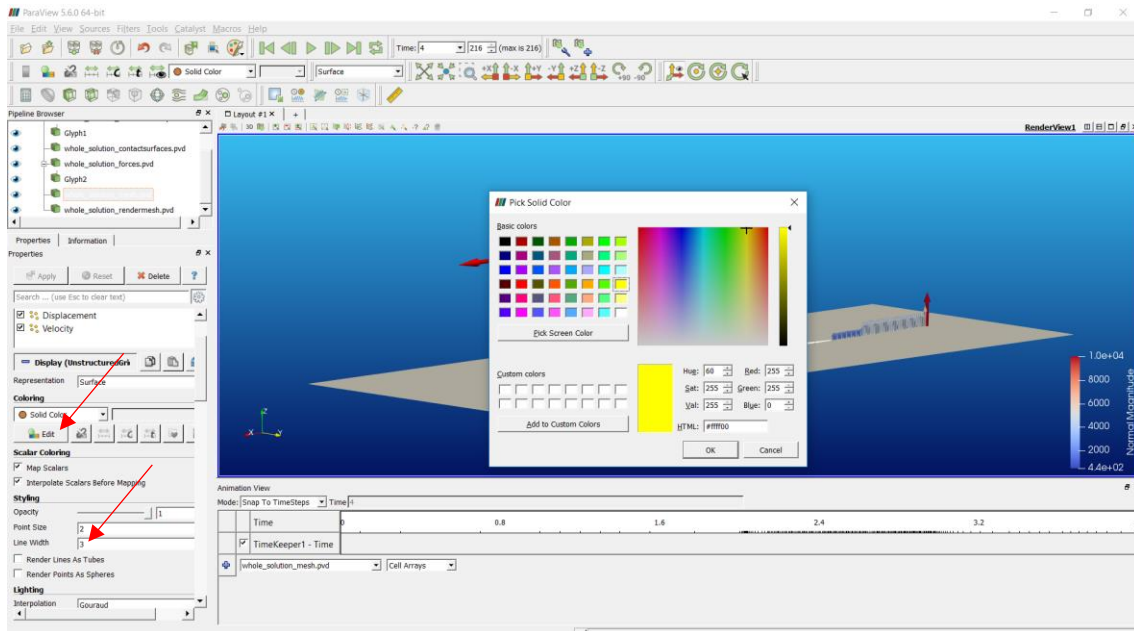 ParaView 5.6.0 64-bit
File Edit View Sources Filters Tools Catalyst Macros Help
Time: 4 216 (max is 216)
Solid Color Surface +X -X +Y -Y +Z -Z +90 -90
Pipeline Browser
Layout #1 +
3D
RenderView1
Glyph1
whole_solution_contactsurfaces.pvd
whole_solution_forces.pvd
Glyph2
whole_solution_rendermesh.pvd
Properties Information
Properties
Apply Reset Delete ?
Search ... (use Esc to clear text)
Displacement
Velocity
Display (UnstructuredGri
Representation Surface
Coloring
Solid Color
Edit
Scalar Coloring
Map Scalars
Interpolate Scalars Before Mapping
Styling
Opacity 1
Point Size 2
Line Width 3
Render Lines As Tubes
Render Points As Spheres
Lighting
Interpolation Gouraud
Pick Solid Color
Basic colors
Pick Screen Color
Custom colors
Add to Custom Colors
Hue: 60 Red: 255
Sat: 255 Green: 255
Val: 255 Blue: 0
HTML: #ffff00
OK Cancel
Z
X Y
1.0e+04
8000
6000
4000
2000
4.4e+02
Normal Magnitude
Animation View
Mode: Snap To TimeSteps Time 4
Time 0 0.8 1.6 2.4 3.2
TimeKeeper1 - Time
whole_solution_mesh.pvd Cell Arrays